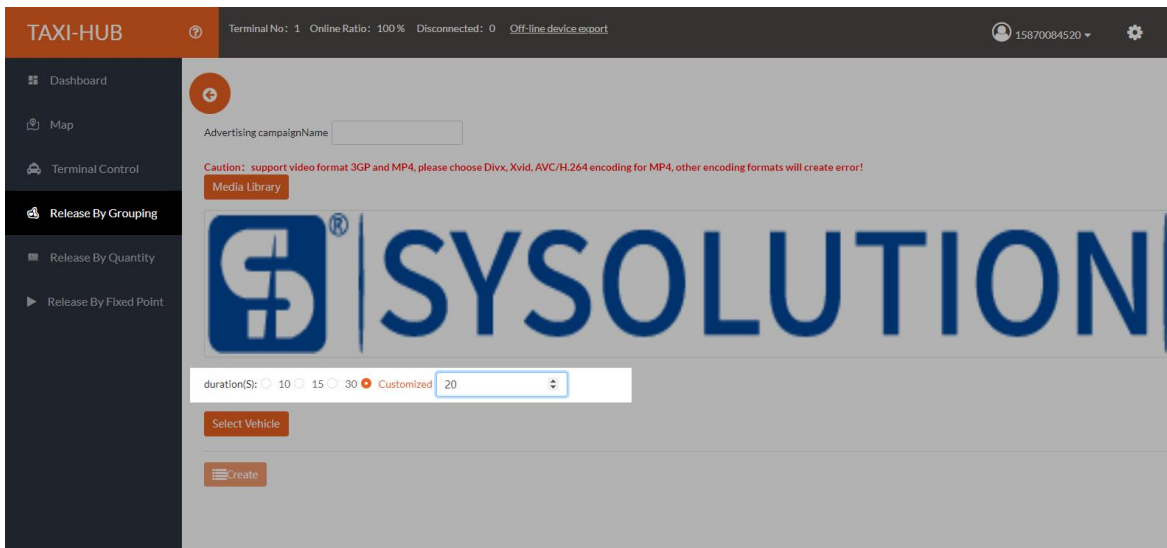 TAXI-HUB
Terminal No: 1 Online Ratio: 100% Disconnected: 0 Off-line device export
15870084520
Dashboard
Map
Terminal Control
Release By Grouping
Release By Quantity
Release By Fixed Point
Advertising campaignName
Caution: support video format 3GP and MP4, please choose Divx, Xvid, AVC/H.264 encoding for MP4, other encoding formats will create error!
Media Library
® SYSOLUTION
duration(S): 10 15 30 Customized 20
Select Vehicle
Create